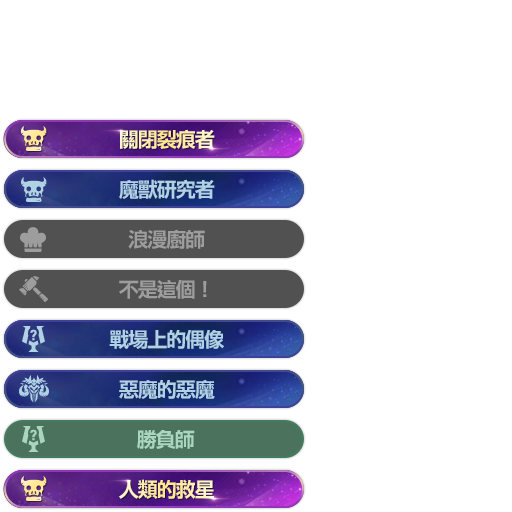 關閉裂痕者
魔獸研究者
浪漫廚師
不是這個！
戰場上的偶像
惡魔的惡魔
勝負師
人類的救星